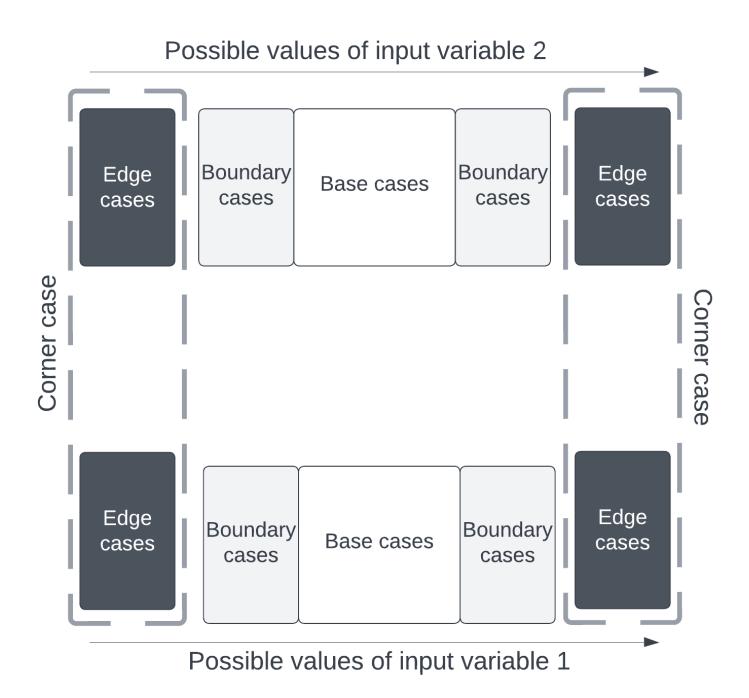 Possible values of input variable 2
Edge
cases
Boundary
cases
Base cases
Boundary
cases
Edge
cases
Corner case
Corner case
Edge
cases
Boundary
cases
Base cases
Boundary
cases
Edge
cases
Possible values of input variable 1